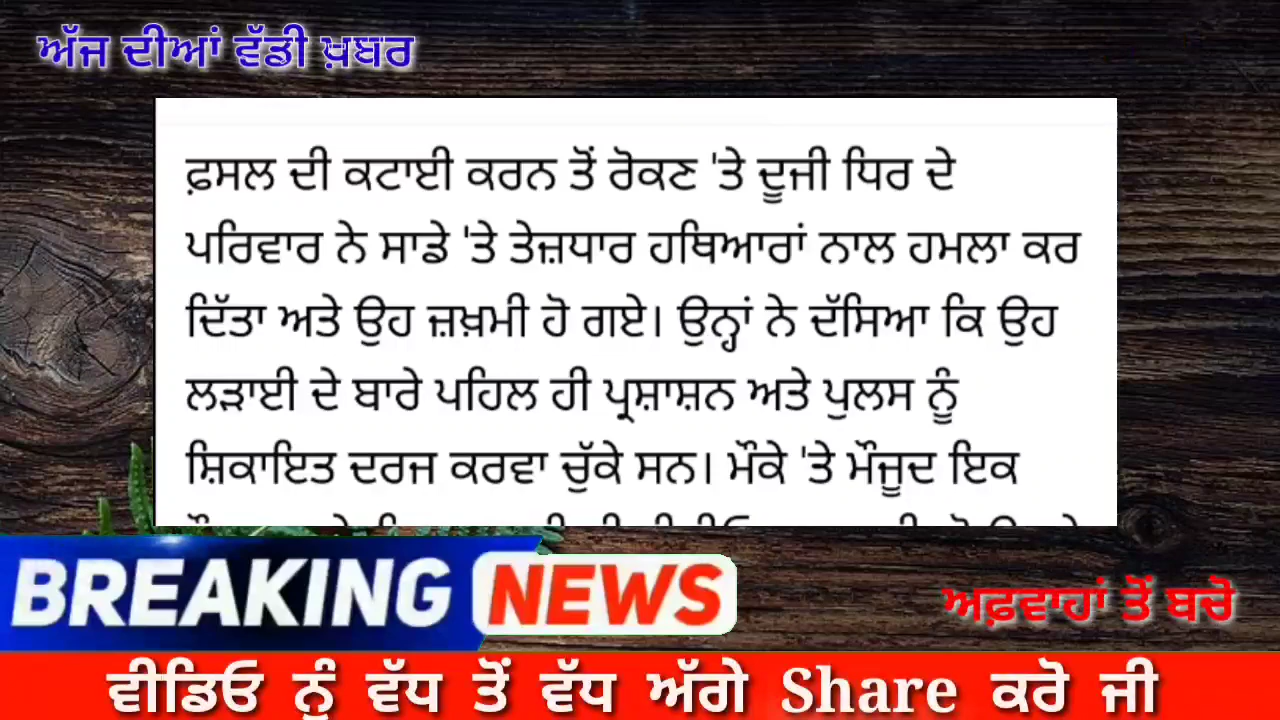 ਅੱਜ ਦੀਆਂ ਵੱਡੀ ਖ਼ਬਰ
ਫ਼ਸਲ ਦੀ ਕਟਾਈ ਕਰਨ ਤੋਂ ਰੋਕਣ 'ਤੇ ਦੂਜੀ ਧਿਰ ਦੇ
ਪਰਿਵਾਰ ਨੇ ਸਾਡੇ 'ਤੇ ਤੇਜ਼ਧਾਰ ਹਥਿਆਰਾਂ ਨਾਲ ਹਮਲਾ ਕਰ
ਦਿੱਤਾ ਅਤੇ ਉਹ ਜ਼ਖ਼ਮੀ ਹੋ ਗਏ। ਉਨ੍ਹਾਂ ਨੇ ਦੱਸਿਆ ਕਿ ਉਹ
ਲੜਾਈ ਦੇ ਬਾਰੇ ਪਹਿਲ ਹੀ ਪ੍ਰਸ਼ਾਸ਼ਨ ਅਤੇ ਪੁਲਸ ਨੂੰ
ਸ਼ਿਕਾਇਤ ਦਰਜ ਕਰਵਾ ਚੁੱਕੇ ਸਨ। ਮੌਕੇ 'ਤੇ ਮੌਜੂਦ ਇਕ
BREAKING NEWS
ਅਫ਼ਵਾਹਾਂ ਤੋਂ ਬਚੋ
ਵੀਡਿਓ ਨੂੰ ਵੱਧ ਤੋਂ ਵੱਧ ਅੱਗੇ Share ਕਰੋ ਜੀ